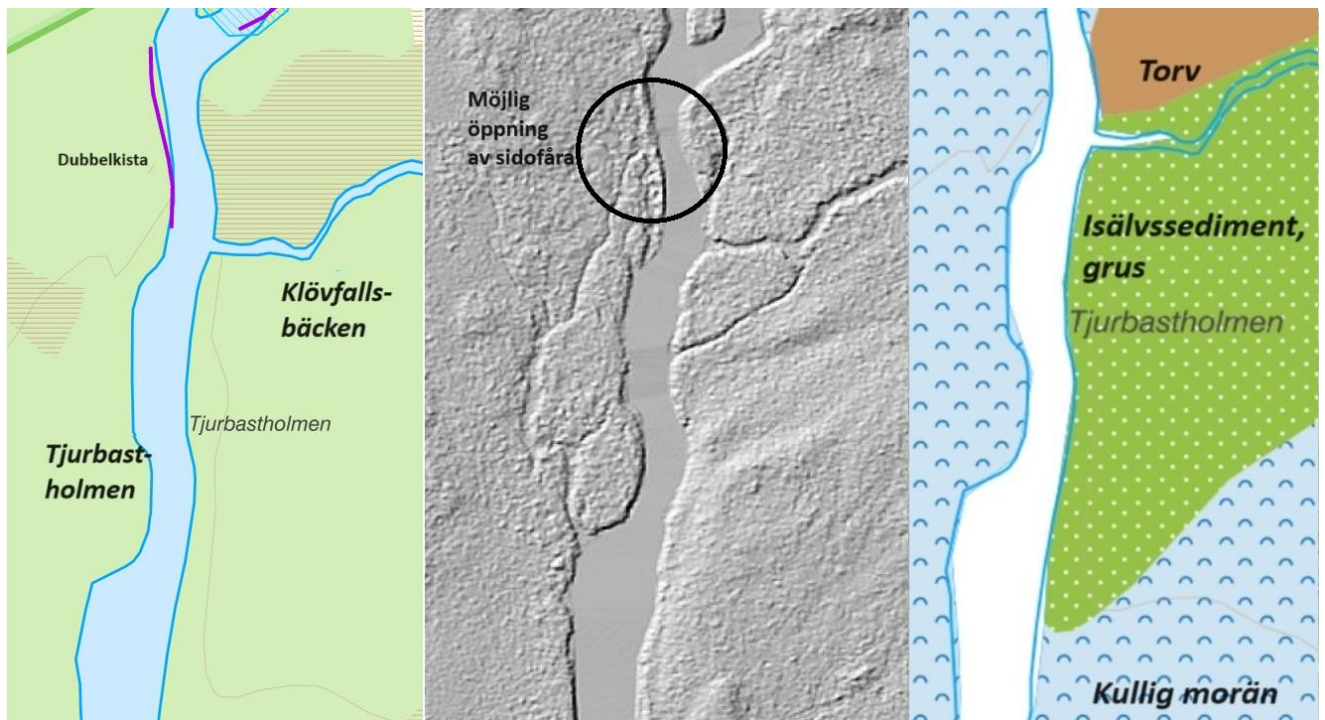 Dubbelkista
Klövfalls-
bäcken
Tjurbastholmen
Tjurbast-
holmen
Möjlig
öppning
av sidofåra
Torv
Isälvssediment,
grus
Tjurbastholmen
Kullig morän